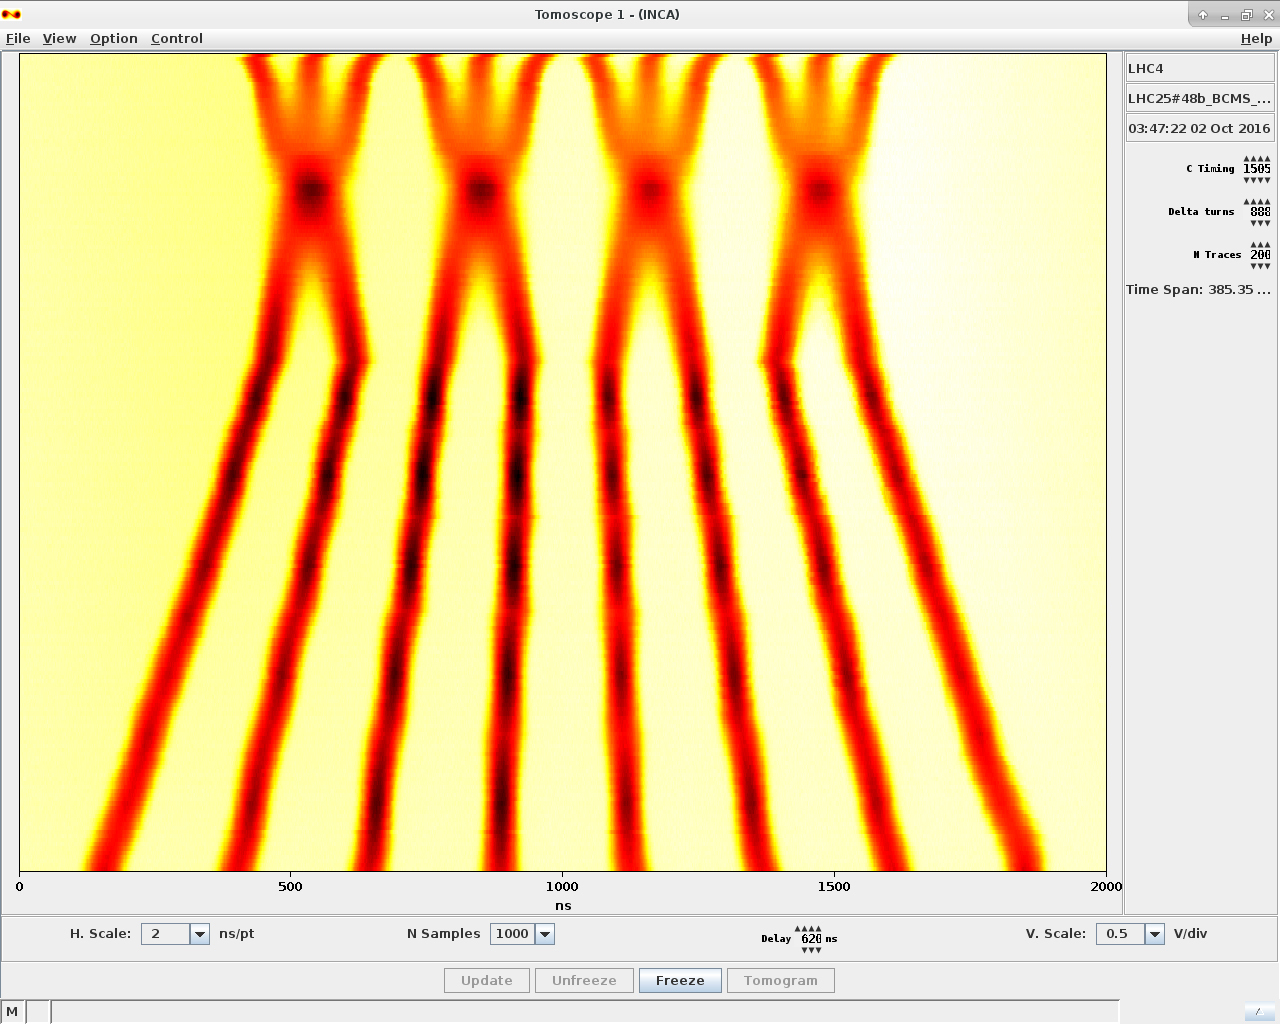 Tomoscope 1 - (INCA)
File View Option Control Help
LHC4
LHC25#48b_BCMS_...
03:47:22 02 Oct 2016
C Timing 1505
Delta turns 888
N Traces 200
Time Span: 385.35 ...
0 500 1000 1500 2000
ns
H. Scale: 2 ns/pt N Samples 1000 Delay 620 ns V. Scale: 0.5 V/div
Update Unfreeze Freeze Tomogram
M